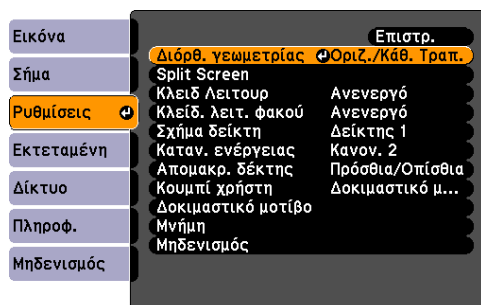 Εικόνα
Σήμα
Ρυθμίσεις
Εκτεταμένη
Δίκτυο
Πληροφ.
Μηδενισμός
Επιστρ.
Διόρθ. γεωμετρίας Οριζ./Κάθ. Τραπ.
Split Screen
Κλειδ Λειτουρ Ανενεργό
Κλείδ. λειτ. φακού Ανενεργό
Σχήμα δείκτη Δείκτης 1
Καταν. ενέργειας Κανον. 2
Απομακρ. δέκτης Πρόσθια/Οπίσθια
Κουμπί χρήστη Δοκιμαστικό μ...
Δοκιμαστικό μοτίβο
Μνήμη
Μηδενισμός